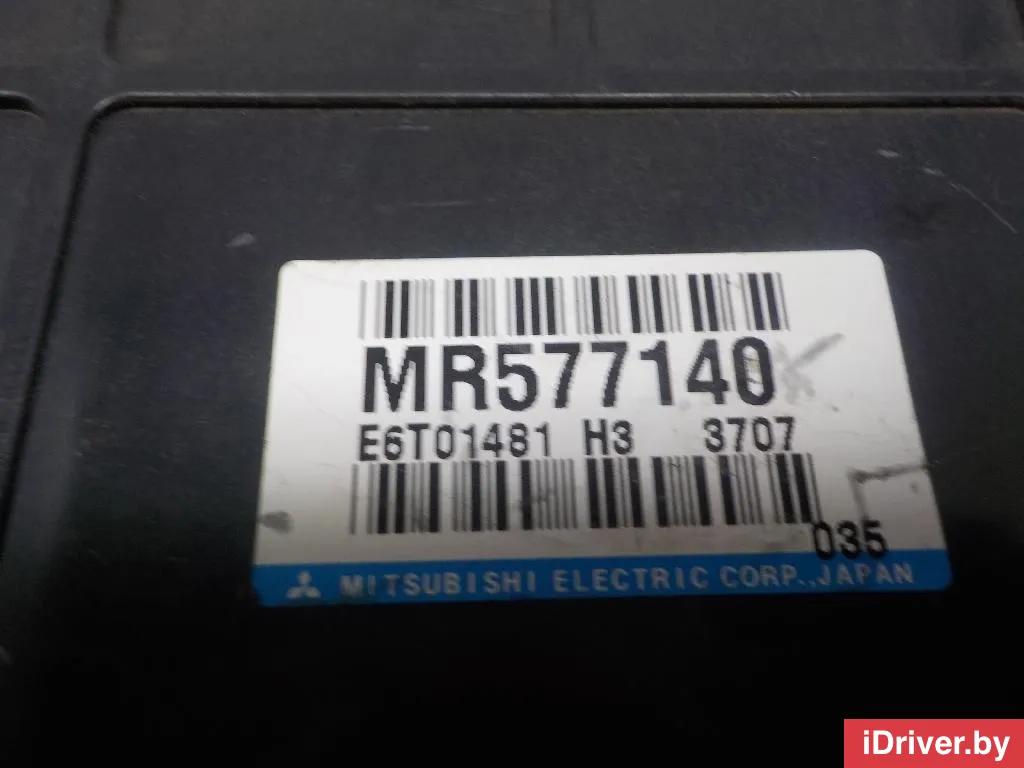 MR577140
E6T01481 H3 3707
035
MITSUBISHI ELECTRIC CORP.,JAPAN
iDriver.by